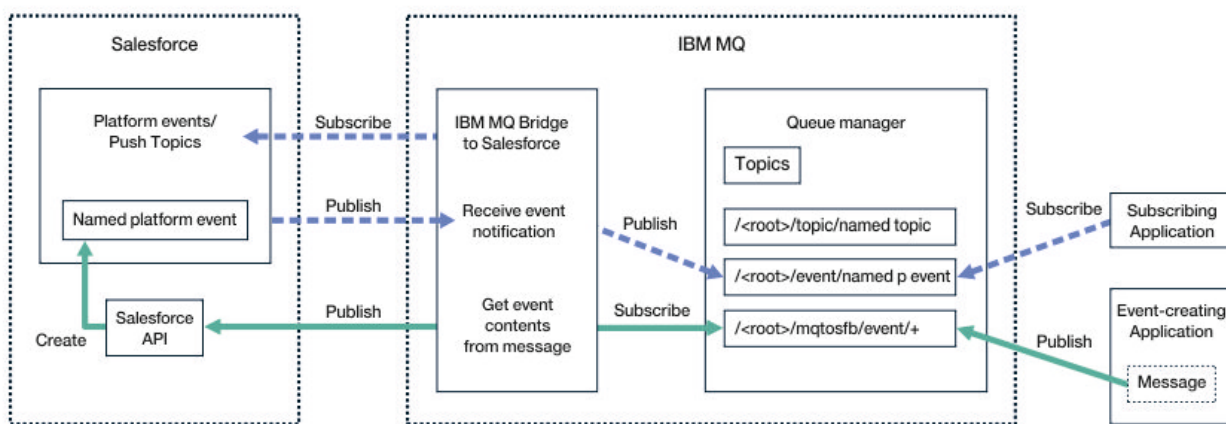 Salesforce
IBM MQ
Platform events/
Push Topics
Subscribe
IBM MQ Bridge
to Salesforce
Queue manager
Topics
Named platform event
Publish
Receive event
notification
Publish
/<root>/topic/named topic
Subscribe
Subscribing
Application
/<root>/event/named p event
Create
Salesforce
API
Publish
Get event
contents
from message
Subscribe
/<root>/mqtosfb/event/+
Publish
Event-creating
Application
Message